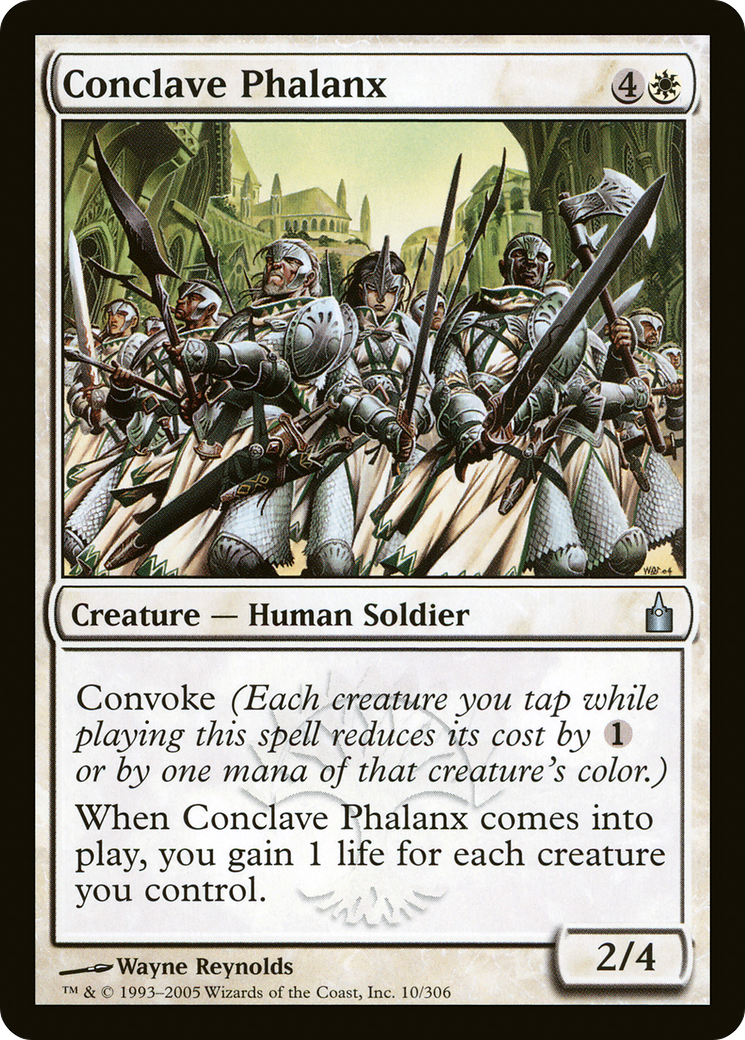 Conclave Phalanx 4
Creature — Human Soldier
Convoke (Each creature you tap while
playing this spell reduces its cost by 1
or by one mana of that creature's color.)
When Conclave Phalanx comes into
play, you gain 1 life for each creature
you control.
2/4
Wayne Reynolds
™ & © 1993–2005 Wizards of the Coast, Inc. 10/306